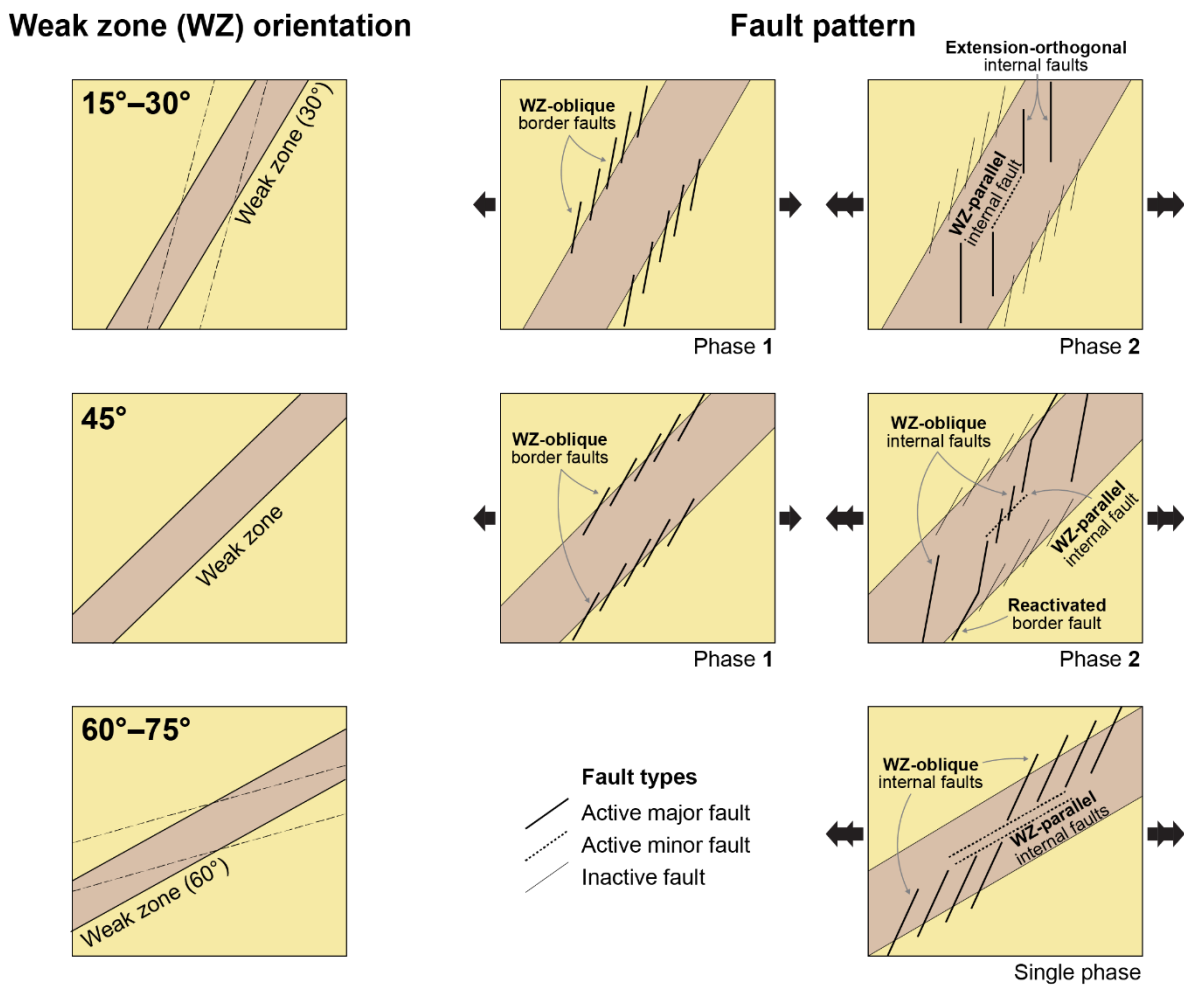 Weak zone (WZ) orientation
Fault pattern
15°–30°
Weak zone (30°)
WZ-oblique
border faults
Phase 1
Extension-orthogonal
internal faults
WZ-parallel
internal fault
Phase 2
45°
Weak zone
WZ-oblique
border faults
Phase 1
WZ-oblique
internal faults
WZ-parallel
internal fault
Reactivated
border fault
Phase 2
60°–75°
Weak zone (60°)
Fault types
Active major fault
Active minor fault
Inactive fault
WZ-oblique
internal faults
WZ-parallel
internal faults
Single phase